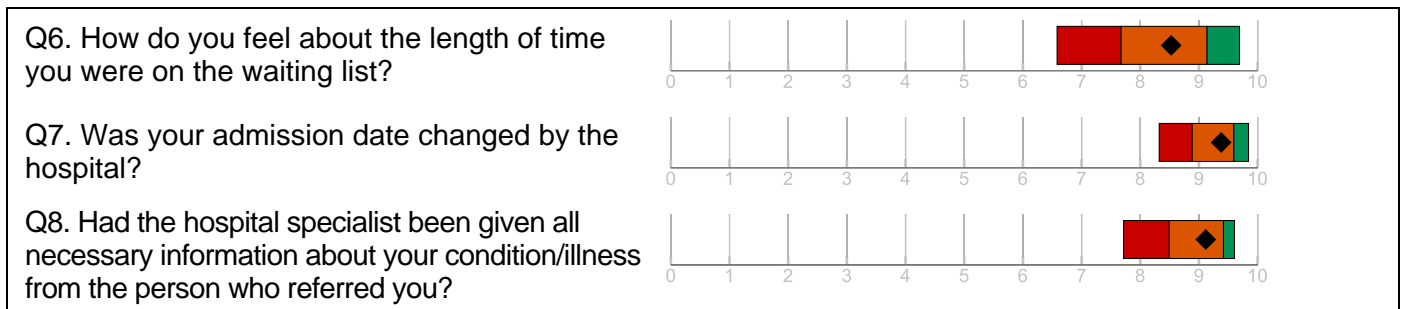 Q6. How do you feel about the length of time
you were on the waiting list?
0 1 2 3 4 5 6 7 8 9 10
Q7. Was your admission date changed by the
hospital?
0 1 2 3 4 5 6 7 8 9 10
Q8. Had the hospital specialist been given all
necessary information about your condition/illness
from the person who referred you?
0 1 2 3 4 5 6 7 8 9 10